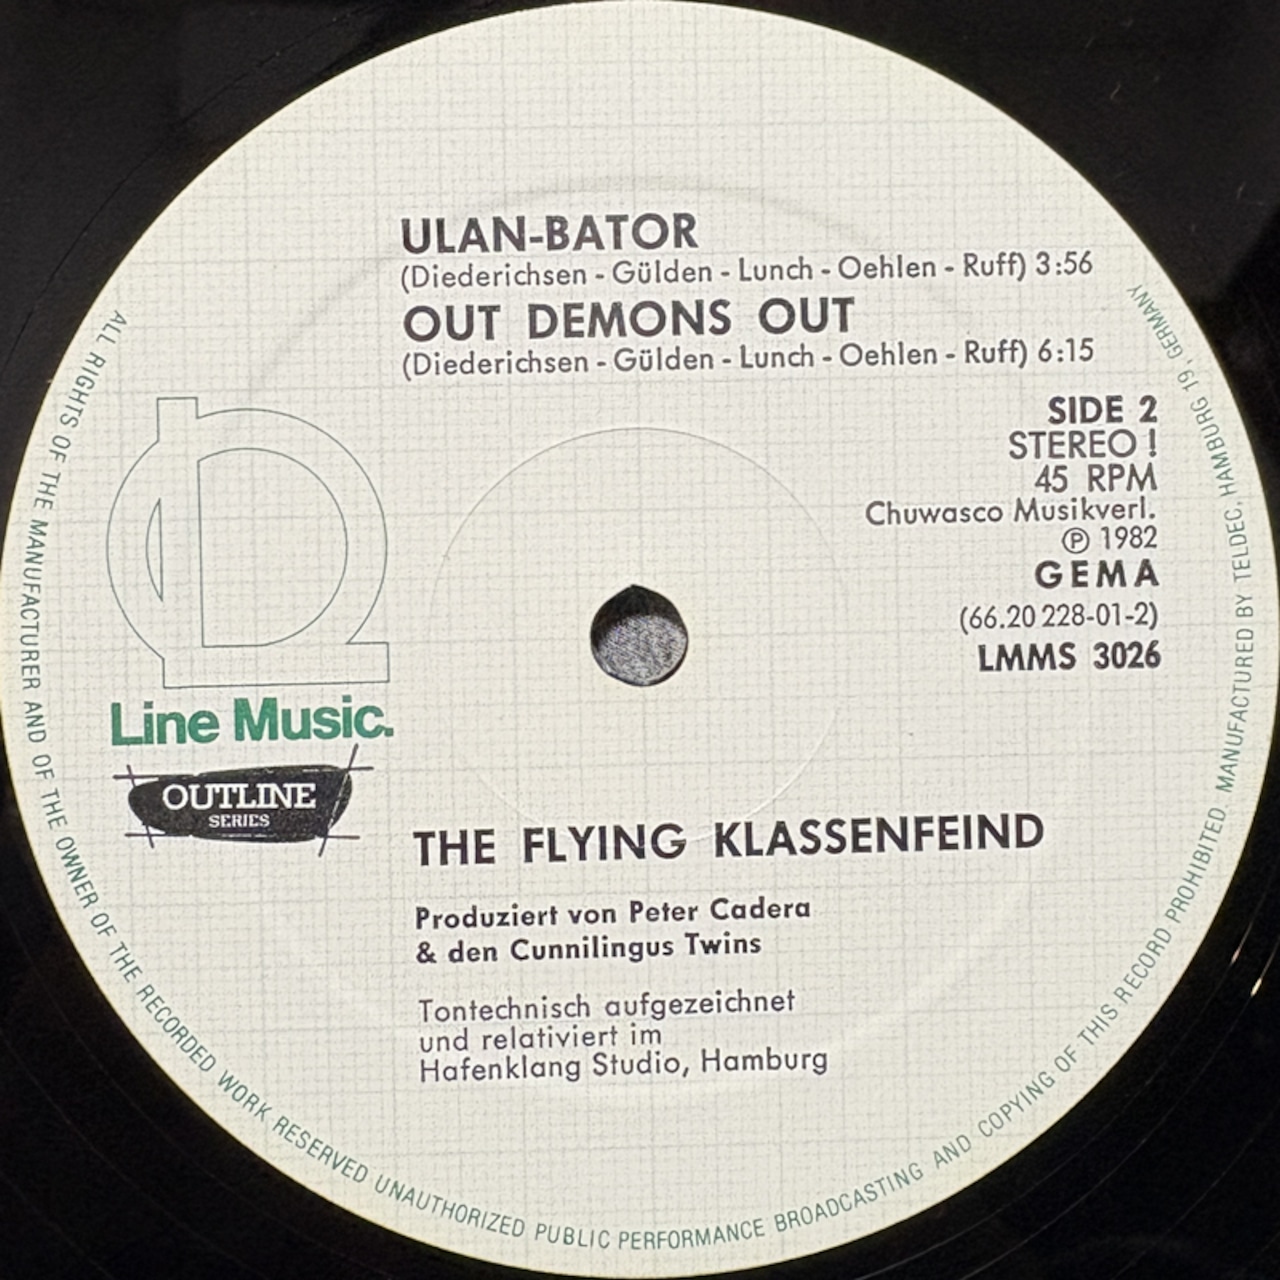 ULAN-BATOR
(Diederichsen - Gülden - Lunch - Oehlen - Ruff) 3:56
OUT DEMONS OUT
(Diederichsen - Gülden - Lunch - Oehlen - Ruff) 6:15
SIDE 2
STEREO!
45 RPM
Chuwasco Musikverl.
Ⓟ 1982
GEMA
(66.20 228-01-2)
LMMS 3026
Line Music.
OUTLINE
SERIES
THE FLYING KLASSENFEIND
Produziert von Peter Cadera
& den Cunnilingus Twins
Tontechnisch aufgezeichnet
und relativiert im
Hafenklang Studio, Hamburg
ALL RIGHTS OF THE MANUFACTURER AND OF THE OWNER OF THE RECORDED WORK RESERVED UNAUTHORIZED PUBLIC PERFORMANCE BROADCASTING AND COPYING OF THIS RECORD PROHIBITED. MANUFACTURED BY TELDEC, HAMBURG 19, GERMANY